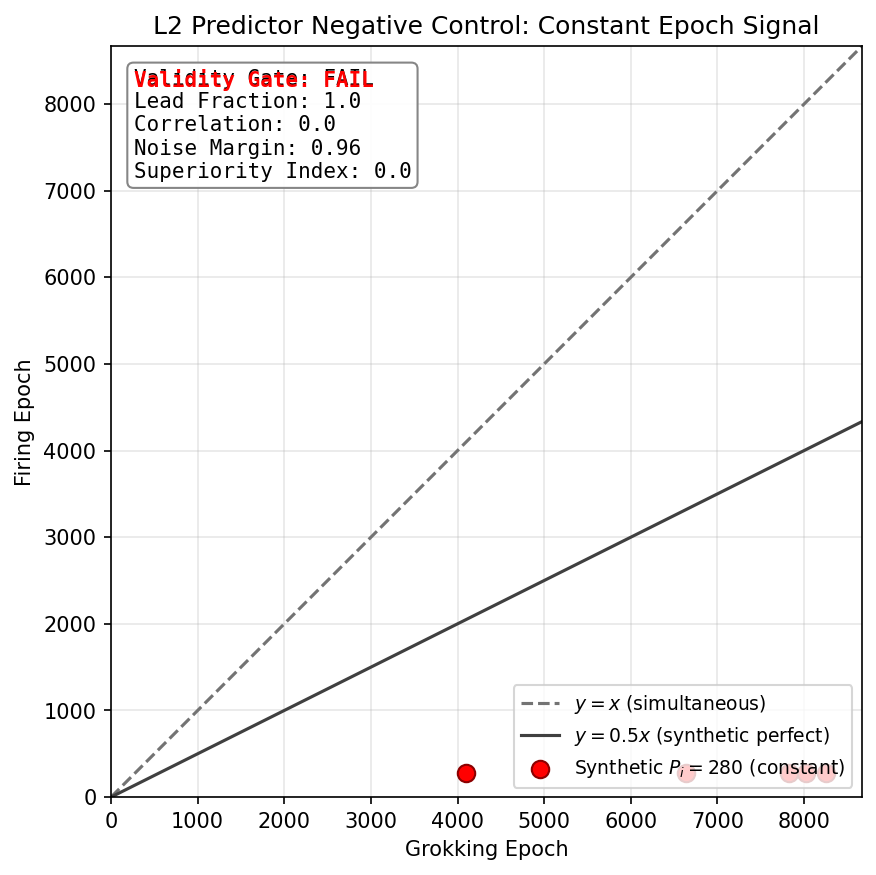 L2 Predictor Negative Control: Constant Epoch Signal
Validity Gate: FAIL
Lead Fraction: 1.0
Correlation: 0.0
Noise Margin: 0.96
Superiority Index: 0.0
8000
7000
6000
5000
4000
3000
2000
1000
0
Firing Epoch
y = x (simultaneous)
y = 0.5x (synthetic perfect)
Synthetic P_i = 280 (constant)
0 1000 2000 3000 4000 5000 6000 7000 8000
Grokking Epoch